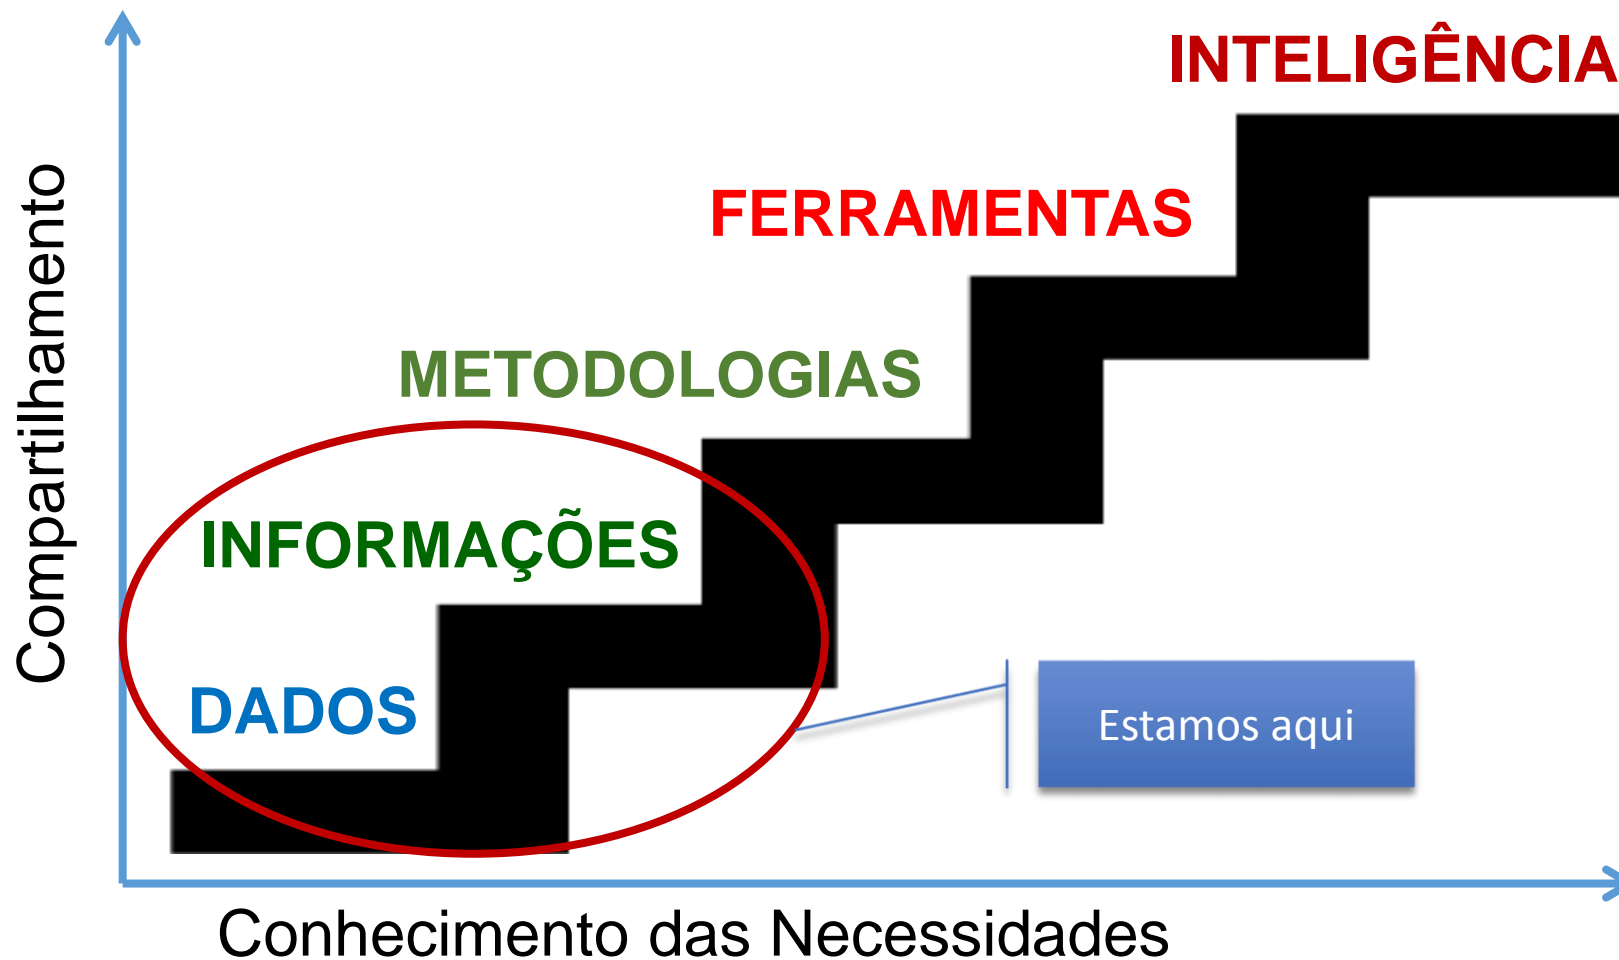 INTELIGÊNCIA
FERRAMENTAS
METODOLOGIAS
INFORMAÇÕES
DADOS
Estamos aqui
Compartilhamento
Conhecimento das Necessidades